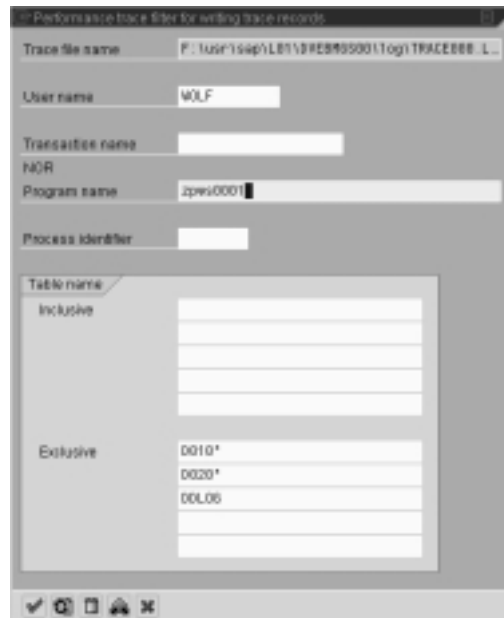 Performance trace filter for writing trace records
Trace file name F:\usr\sap\L01\DVEBMGS00\log\TRACE000.L...
User name WOLF
Transaction name
NOR
Program name zpwsi0001
Process identifier
Table name
Inclusive
Exclusive D010*
D020*
DDLOG